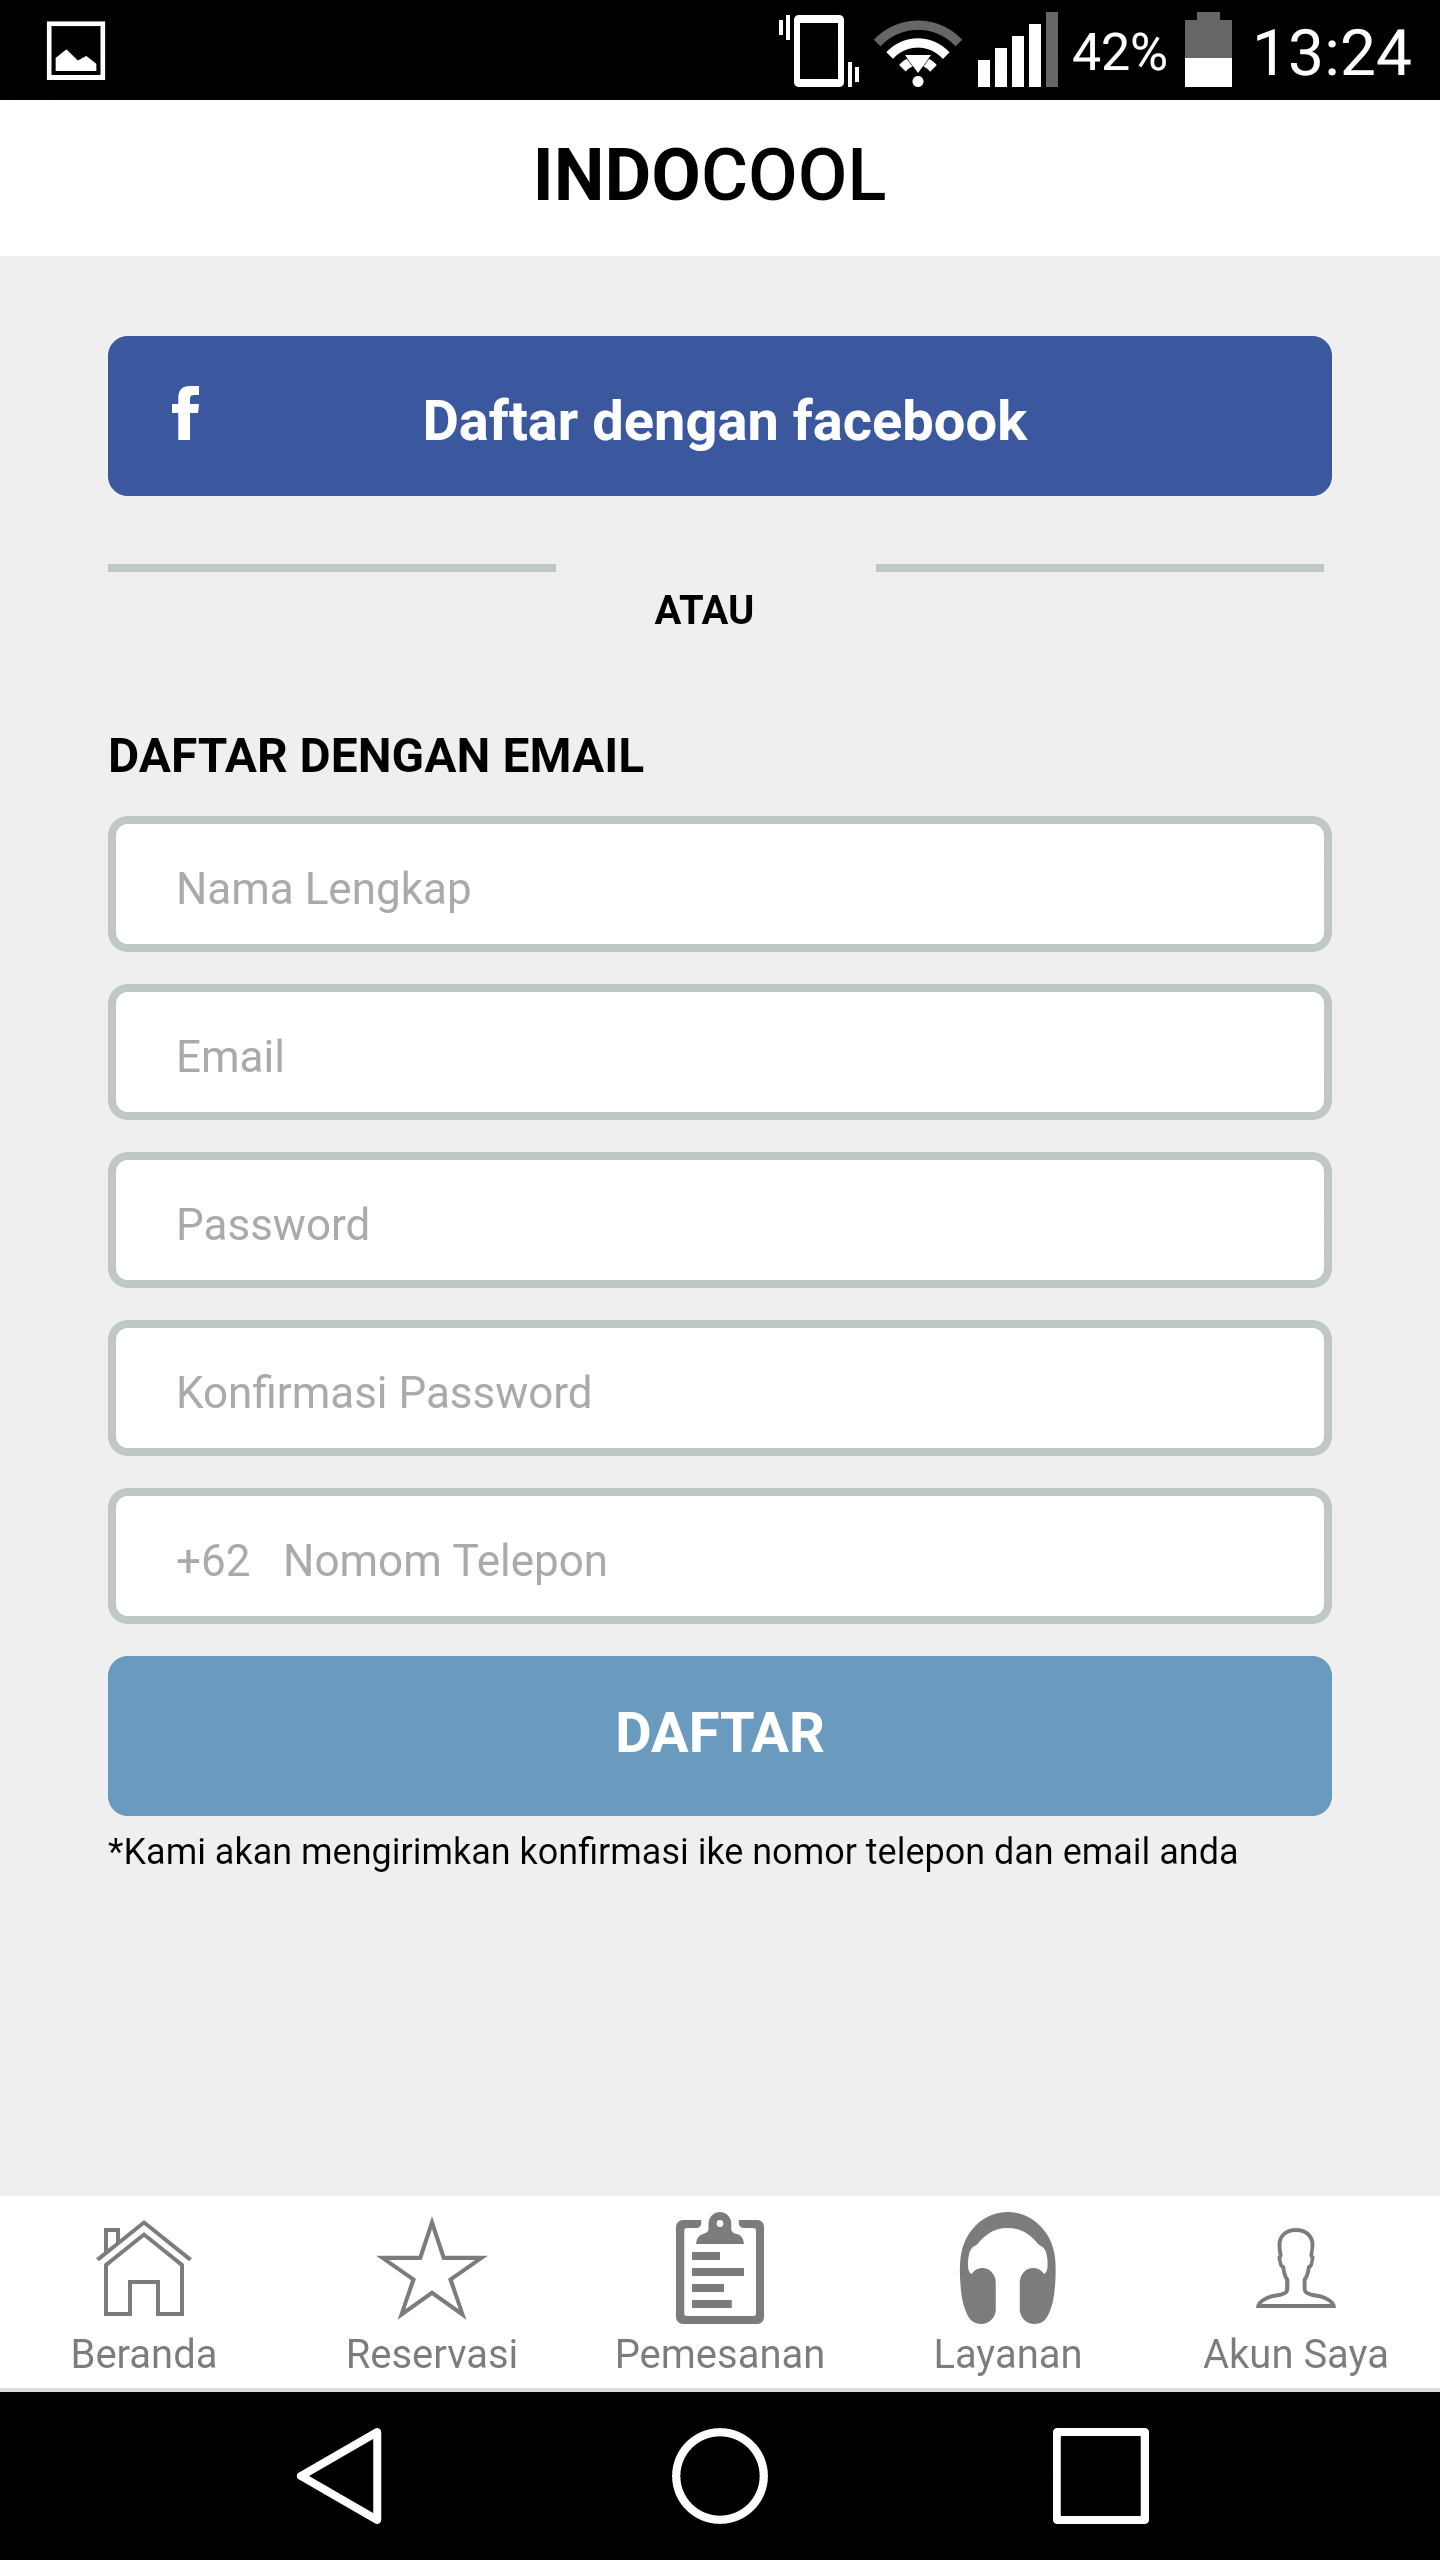 42% 13:24
INDOCOOL
f Daftar dengan facebook
ATAU
DAFTAR DENGAN EMAIL
Nama Lengkap
Email
Password
Konfirmasi Password
+62 Nomom Telepon
DAFTAR
*Kami akan mengirimkan konfirmasi ike nomor telepon dan email anda
Beranda Reservasi Pemesanan Layanan Akun Saya